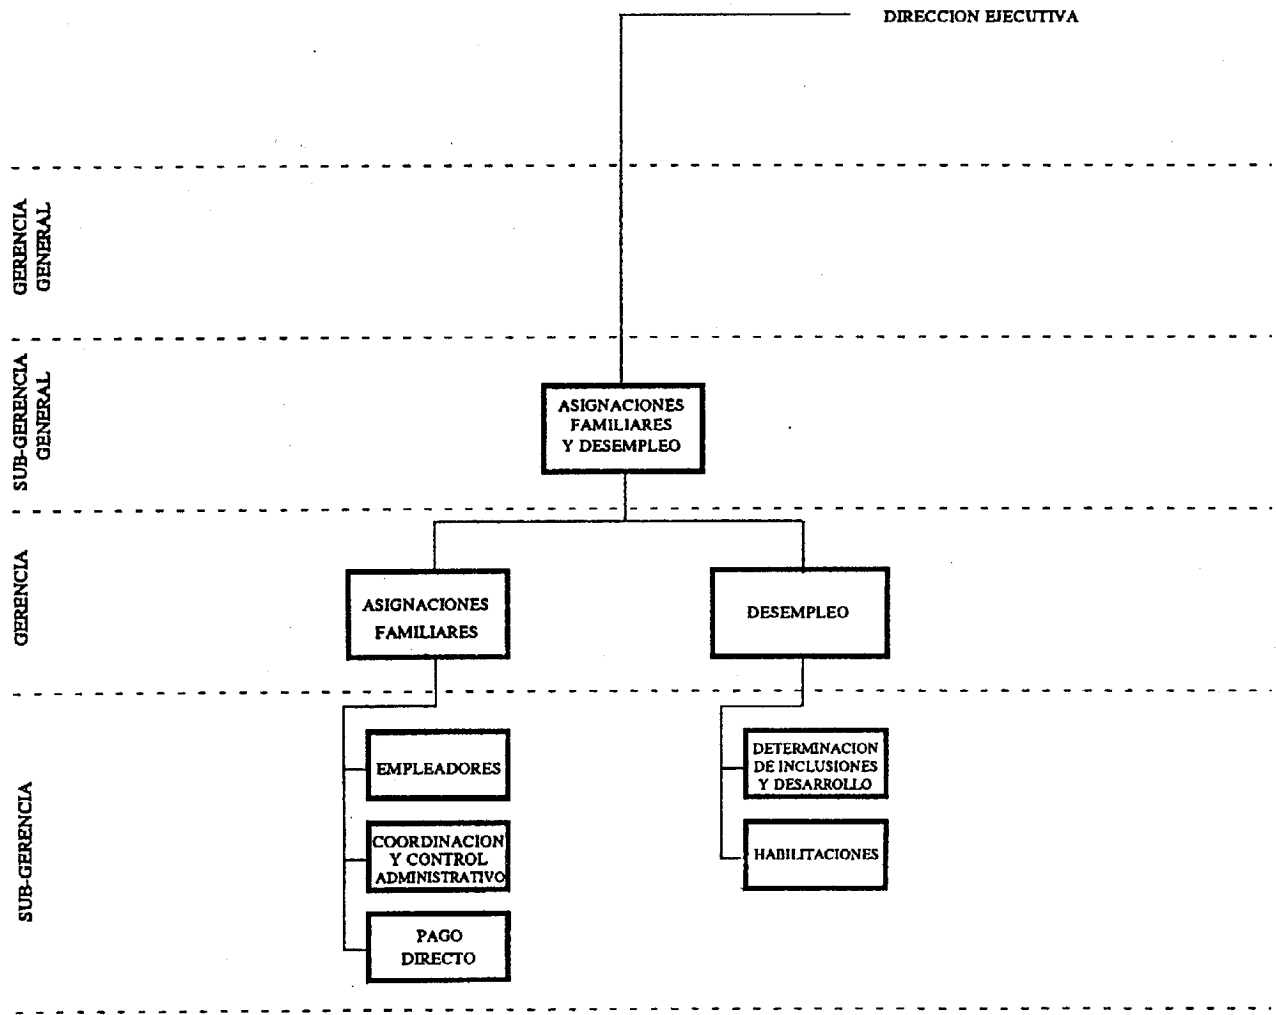 DIRECCION EJECUTIVA
GERENCIA
GENERAL
SUB-GERENCIA
GENERAL
ASIGNACIONES
FAMILIARES
Y DESEMPLEO
GERENCIA
ASIGNACIONES
FAMILIARES
DESEMPLEO
SUB-GERENCIA
EMPLEADORES
COORDINACION
Y CONTROL
ADMINISTRATIVO
PAGO
DIRECTO
DETERMINACION
DE INCLUSIONES
Y DESARROLLO
HABILITACIONES